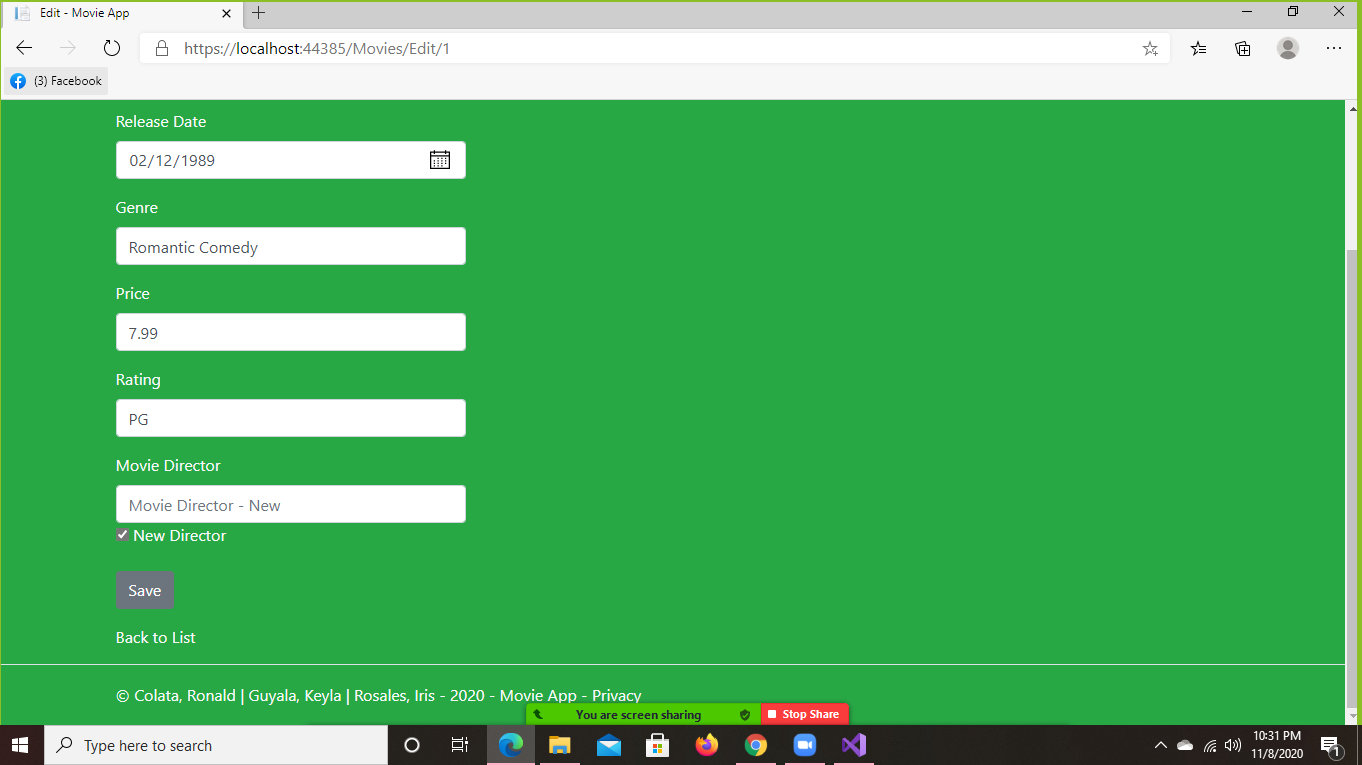 Edit - Movie App
https://localhost:44385/Movies/Edit/1
(3) Facebook
Release Date
02/12/1989
Genre
Romantic Comedy
Price
7.99
Rating
PG
Movie Director
Movie Director - New
New Director
Save
Back to List
© Colata, Ronald | Guyala, Keyla | Rosales, Iris - 2020 - Movie App - Privacy
You are screen sharing
Stop Share
Type here to search
10:31 PM
11/8/2020
1